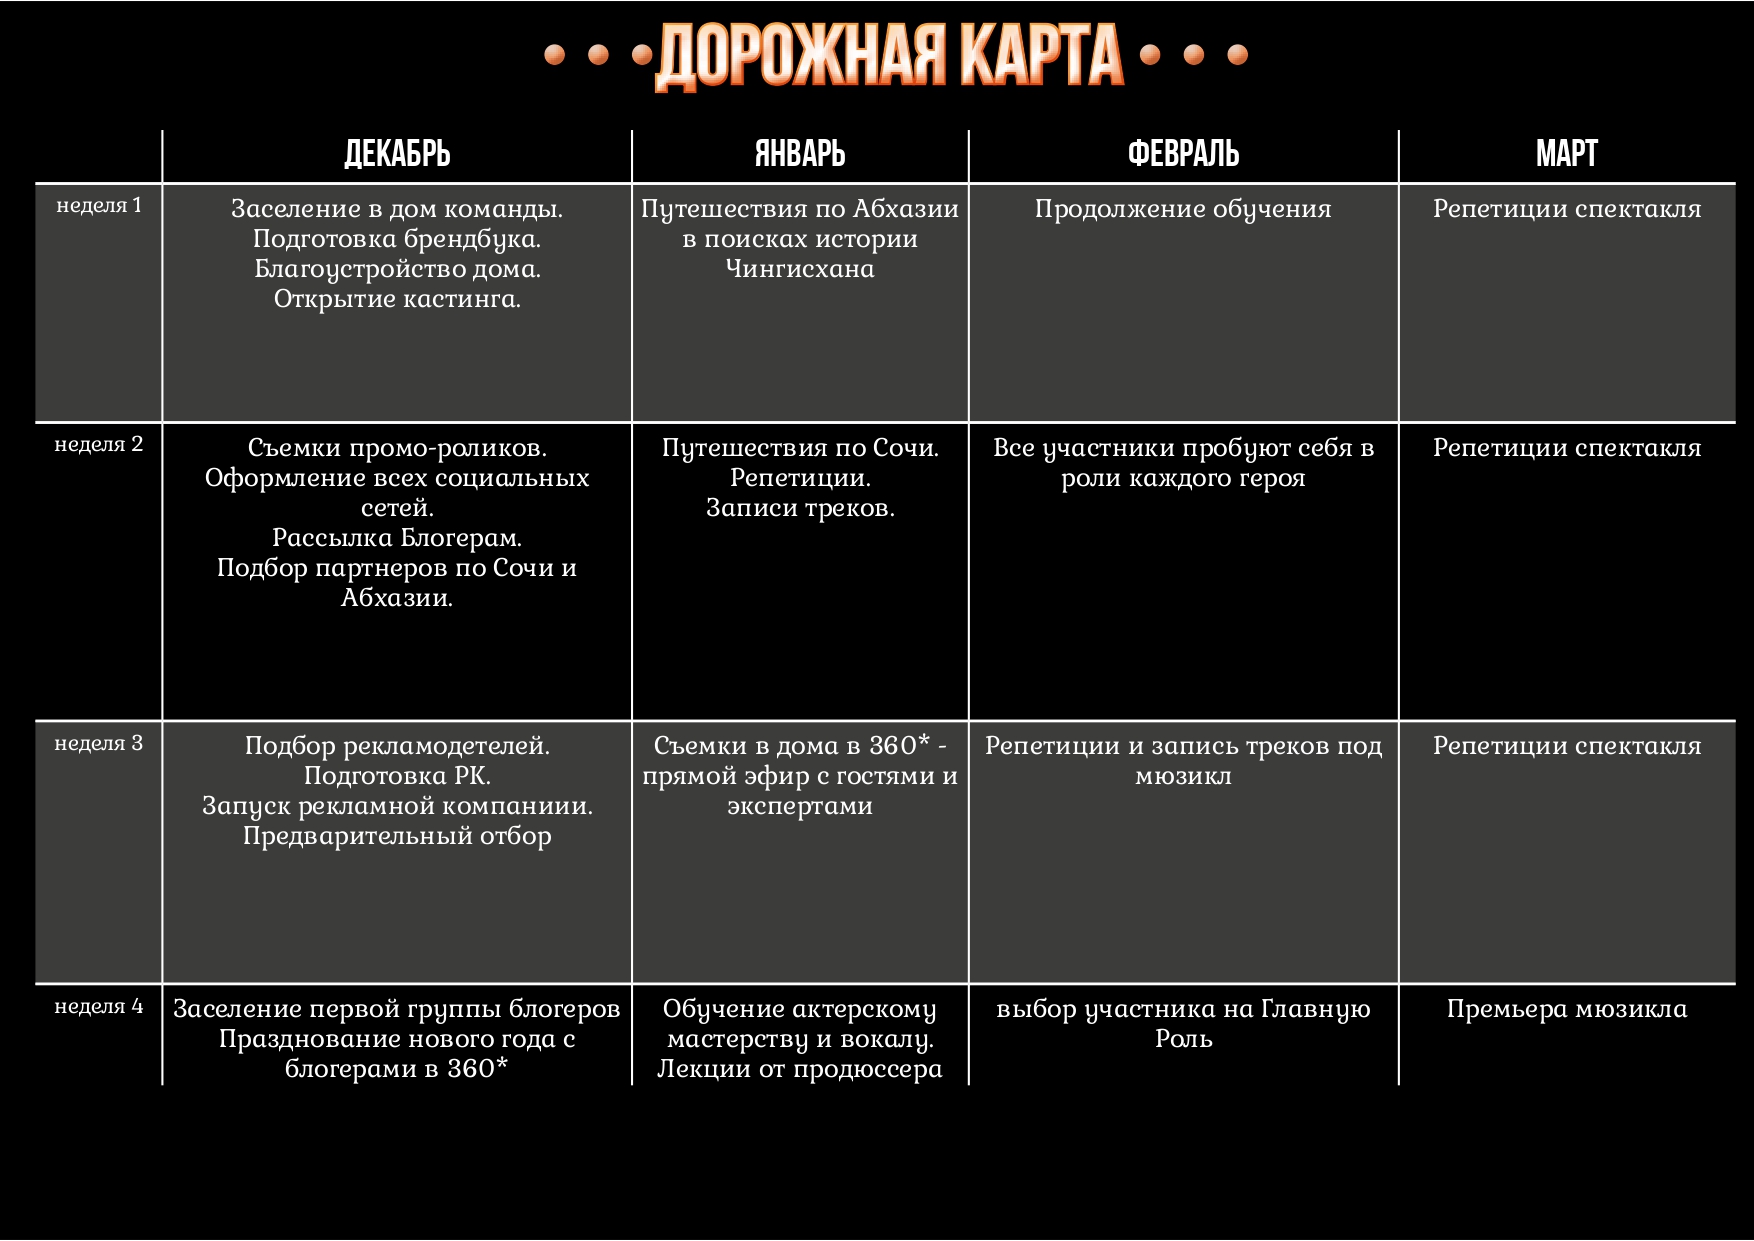 ДОРОЖНАЯ КАРТА
ДЕКАБРЬ
ЯНВАРЬ
ФЕВРАЛЬ
МАРТ
неделя 1
Заселение в дом команды.
Подготовка брендбука.
Благоустройство дома.
Открытие кастинга.
Путешествия по Абхазии
в поисках истории
Чингисхана
Продолжение обучения
Репетиции спектакля
неделя 2
Съемки промо-роликов.
Оформление всех социальных
сетей.
Рассылка Блогерам.
Подбор партнеров по Сочи и
Абхазии.
Путешествия по Сочи.
Репетиции.
Записи треков.
Все участники пробуют себя в
роли каждого героя
Репетиции спектакля
неделя 3
Подбор рекламодетелей.
Подготовка РК.
Запуск рекламной компаниии.
Предварительный отбор
Съемки в дома в 360* -
прямой эфир с гостями и
экспертами
Репетиции и запись треков под
мюзикл
Репетиции спектакля
неделя 4
Заселение первой группы блогеров
Празднование нового года с
блогерами в 360*
Обучение актерскому
мастерству и вокалу.
Лекции от продюссера
выбор участника на Главную
Роль
Премьера мюзикла